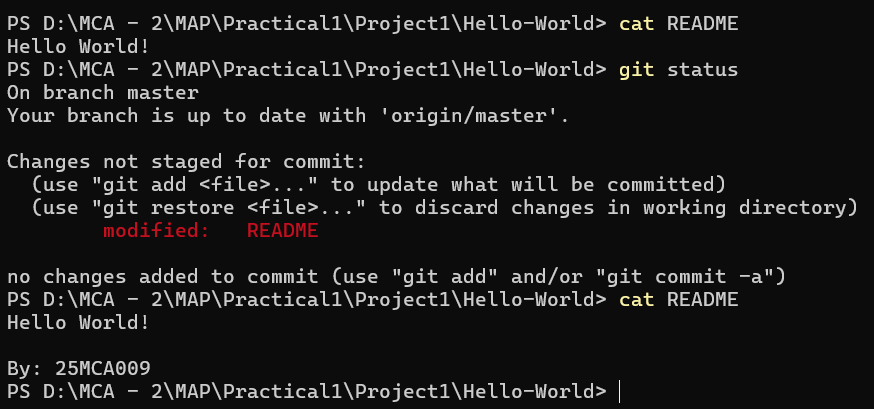 PS D:\MCA - 2\MAP\Practical1\Project1\Hello-World> cat README
Hello World!
PS D:\MCA - 2\MAP\Practical1\Project1\Hello-World> git status
On branch master
Your branch is up to date with 'origin/master'.

Changes not staged for commit:
  (use "git add <file>..." to update what will be committed)
  (use "git restore <file>..." to discard changes in working directory)
        modified:   README

no changes added to commit (use "git add" and/or "git commit -a")
PS D:\MCA - 2\MAP\Practical1\Project1\Hello-World> cat README
Hello World!

By: 25MCA009
PS D:\MCA - 2\MAP\Practical1\Project1\Hello-World>